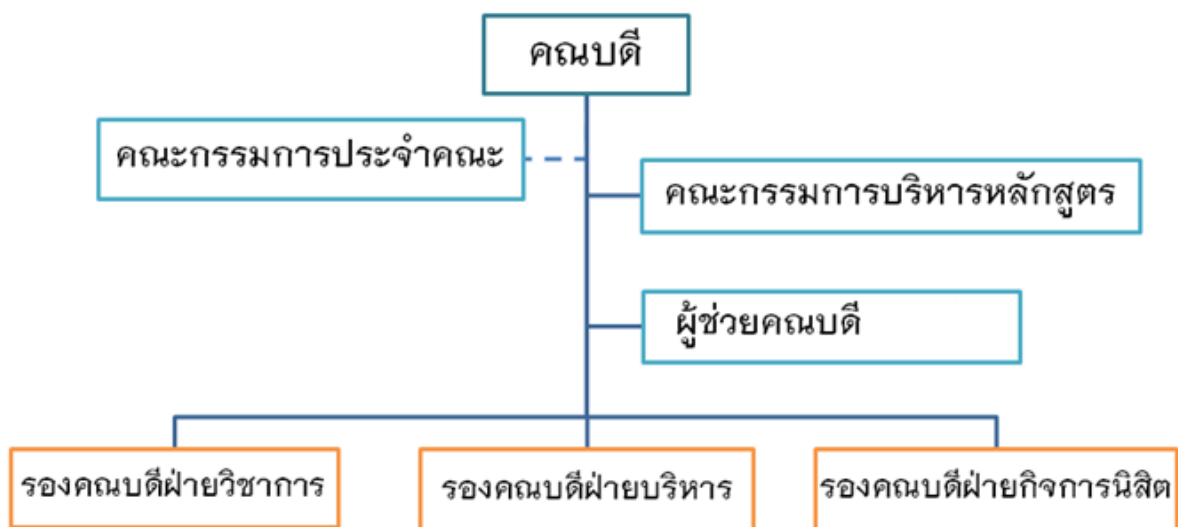 คณบดี
คณะกรรมการประจำคณะ
คณะกรรมการบริหารหลักสูตร
ผู้ช่วยคณบดี
รองคณบดีฝ่ายวิชาการ
รองคณบดีฝ่ายบริหาร
รองคณบดีฝ่ายกิจการนิสิต